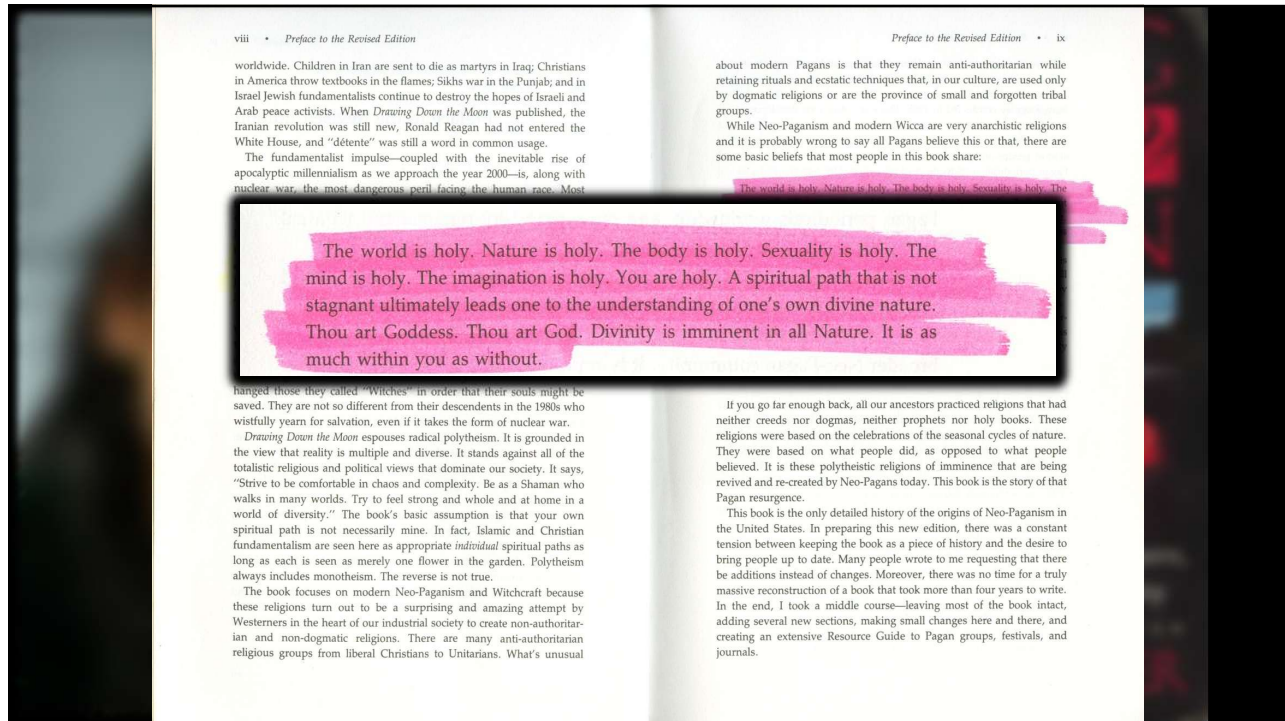 viii • Preface to the Revised Edition
worldwide. Children in Iran are sent to die as martyrs in Iraq; Christians
in America throw textbooks in the flames; Sikhs war in the Punjab; and in
Israel Jewish fundamentalists continue to destroy the hopes of Israeli and
Arab peace activists. When Drawing Down the Moon was published, the
Iranian revolution was still new, Ronald Reagan had not entered the
White House, and "détente" was still a word in common usage.
The fundamentalist impulse—coupled with the inevitable rise of
apocalyptic millennialism as we approach the year 2000—is, along with
nuclear war, the most dangerous peril facing the human race. Most
hanged those they called "Witches" in order that their souls might be
saved. They are not so different from their descendents in the 1980s who
wistfully yearn for salvation, even if it takes the form of nuclear war.
Drawing Down the Moon espouses radical polytheism. It is grounded in
the view that reality is multiple and diverse. It stands against all of the
totalistic religious and political views that dominate our society. It says,
"Strive to be comfortable in chaos and complexity. Be as a Shaman who
walks in many worlds. Try to feel strong and whole and at home in a
world of diversity." The book's basic assumption is that your own
spiritual path is not necessarily mine. In fact, Islamic and Christian
fundamentalism are seen here as appropriate individual spiritual paths as
long as each is seen as merely one flower in the garden. Polytheism
always includes monotheism. The reverse is not true.
The book focuses on modern Neo-Paganism and Witchcraft because
these religions turn out to be a surprising and amazing attempt by
Westerners in the heart of our industrial society to create non-authoritar-
ian and non-dogmatic religions. There are many anti-authoritarian
religious groups from liberal Christians to Unitarians. What's unusual
Preface to the Revised Edition • ix
about modern Pagans is that they remain anti-authoritarian while
retaining rituals and ecstatic techniques that, in our culture, are used only
by dogmatic religions or are the province of small and forgotten tribal
groups.
While Neo-Paganism and modern Wicca are very anarchistic religions
and it is probably wrong to say all Pagans believe this or that, there are
some basic beliefs that most people in this book share:
The world is holy. Nature is holy. The body is holy. Sexuality is holy. The
The world is holy. Nature is holy. The body is holy. Sexuality is holy. The
mind is holy. The imagination is holy. You are holy. A spiritual path that is not
stagnant ultimately leads one to the understanding of one's own divine nature.
Thou art Goddess. Thou art God. Divinity is imminent in all Nature. It is as
much within you as without.
If you go far enough back, all our ancestors practiced religions that had
neither creeds nor dogmas, neither prophets nor holy books. These
religions were based on the celebrations of the seasonal cycles of nature.
They were based on what people did, as opposed to what people
believed. It is these polytheistic religions of imminence that are being
revived and re-created by Neo-Pagans today. This book is the story of that
Pagan resurgence.
This book is the only detailed history of the origins of Neo-Paganism in
the United States. In preparing this new edition, there was a constant
tension between keeping the book as a piece of history and the desire to
bring people up to date. Many people wrote to me requesting that there
be additions instead of changes. Moreover, there was no time for a truly
massive reconstruction of a book that took more than four years to write.
In the end, I took a middle course—leaving most of the book intact,
adding several new sections, making small changes here and there, and
creating an extensive Resource Guide to Pagan groups, festivals, and
journals.